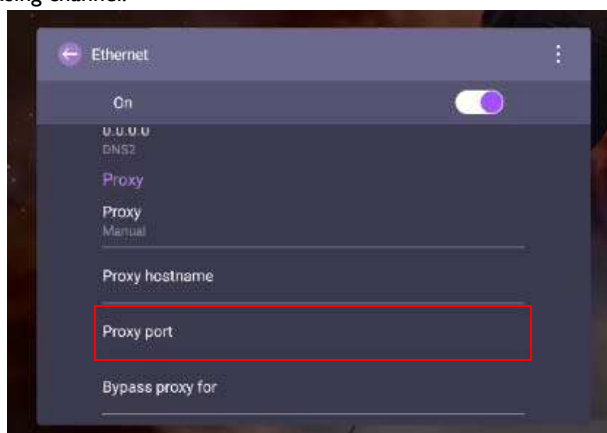 Ethernet
On
0.0.0.0
DNS2
Proxy
Proxy
Manual
Proxy hostname
Proxy port
Bypass proxy for